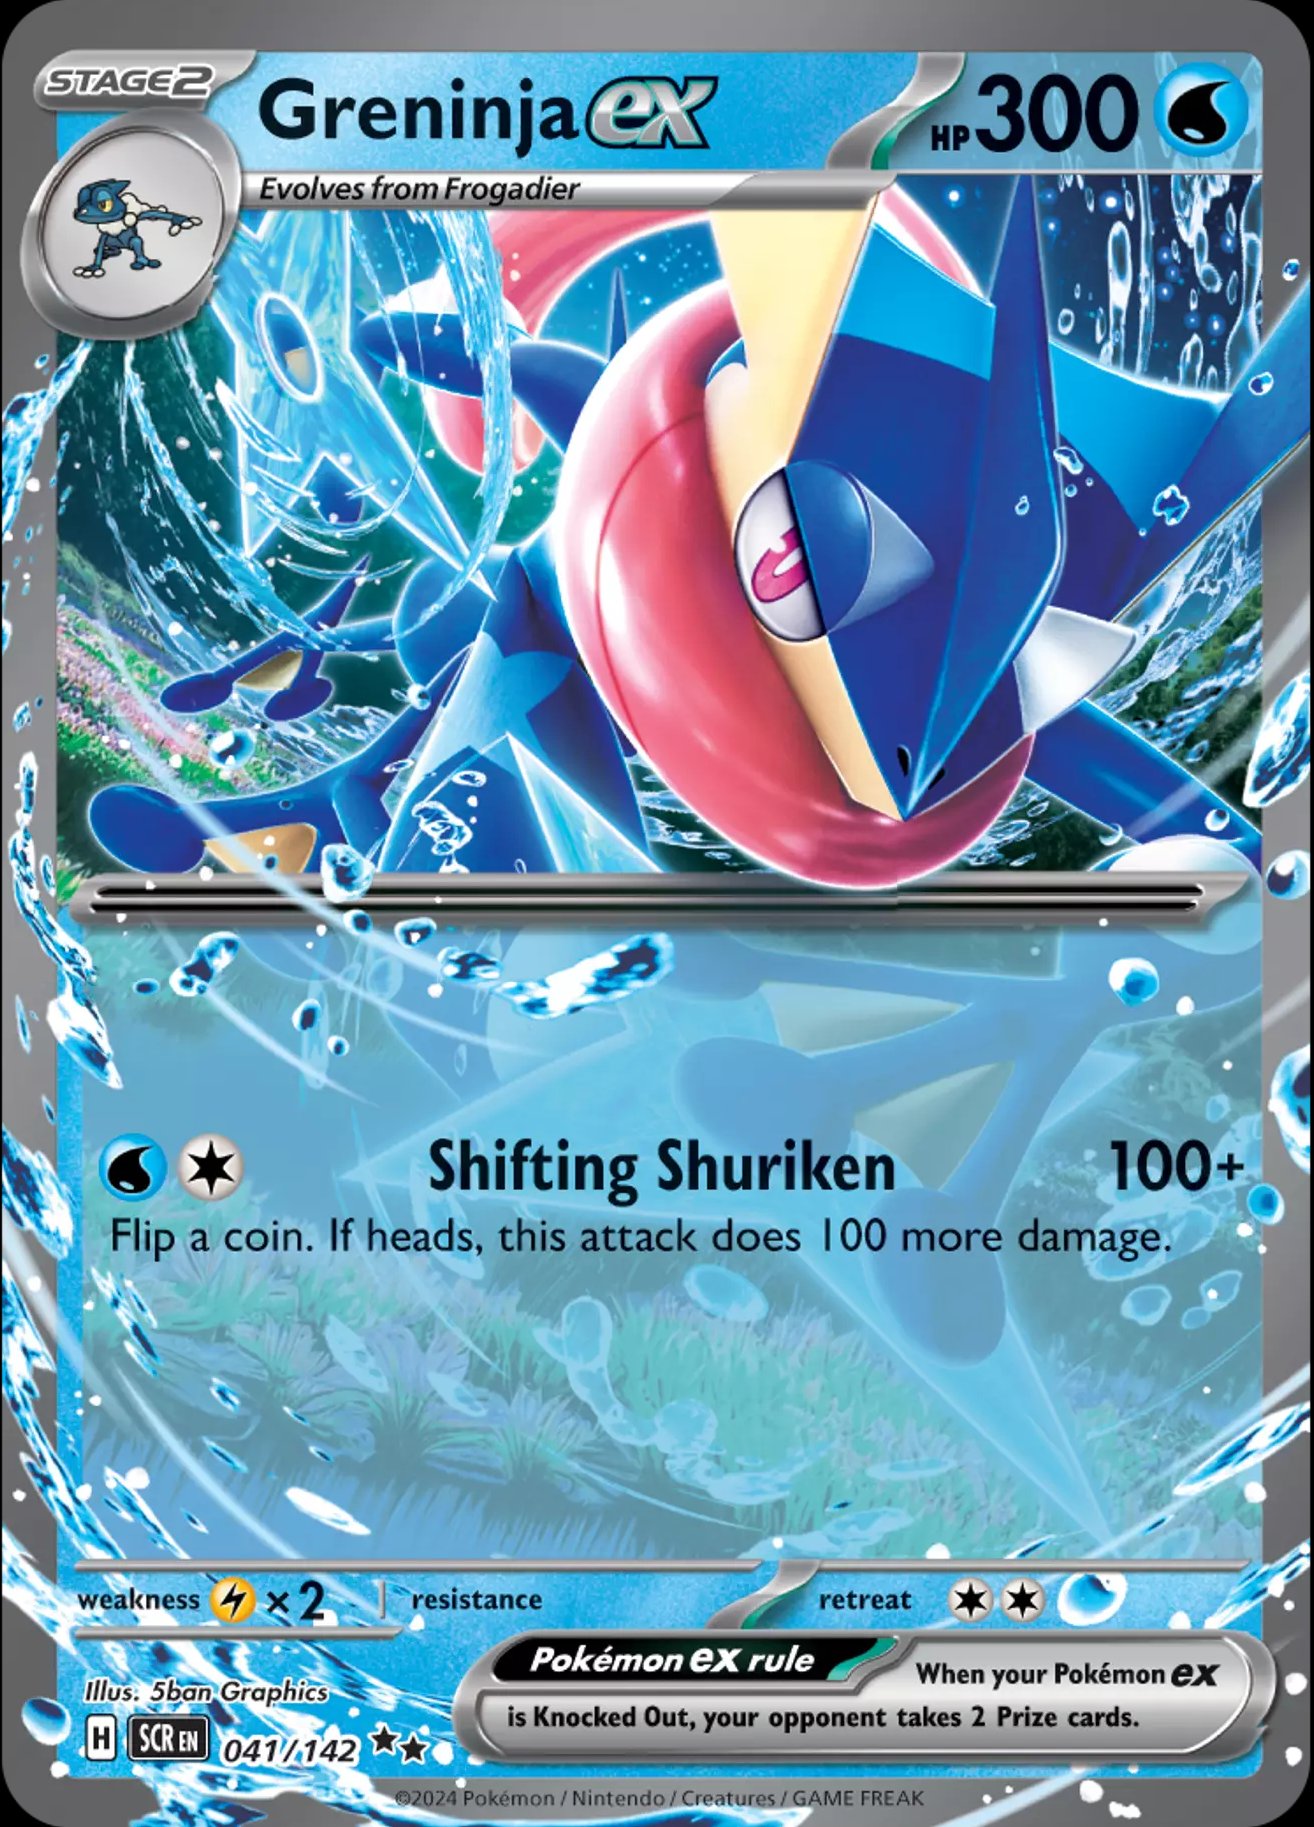 STAGE2
Greninja ex
HP 300
Evolves from Frogadier
Shifting Shuriken 100+
Flip a coin. If heads, this attack does 100 more damage.
weakness ×2 resistance retreat
Pokémon ex rule
When your Pokémon ex
is Knocked Out, your opponent takes 2 Prize cards.
Illus. 5ban Graphics
H SCR EN 041/142
©2024 Pokémon / Nintendo / Creatures / GAME FREAK